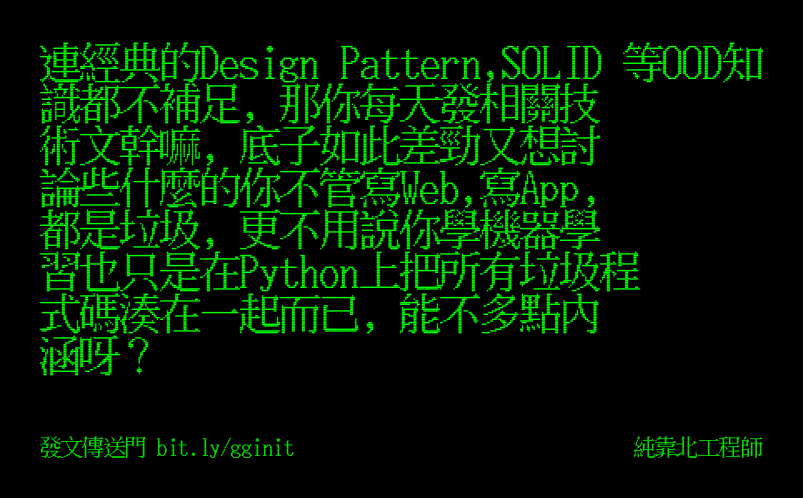 連經典的Design Pattern,SOLID 等OOD知
識都不補足, 那你每天發相關技
術文幹嘛, 底子如此差勁又想討
論些什麼的你不管寫Web,寫App,
都是垃圾, 更不用說你學機器學
習也只是在Python上把所有垃圾程
式碼湊在一起而已, 能不多點內
涵呀？
發文傳送門 bit.ly/gginit
純靠北工程師